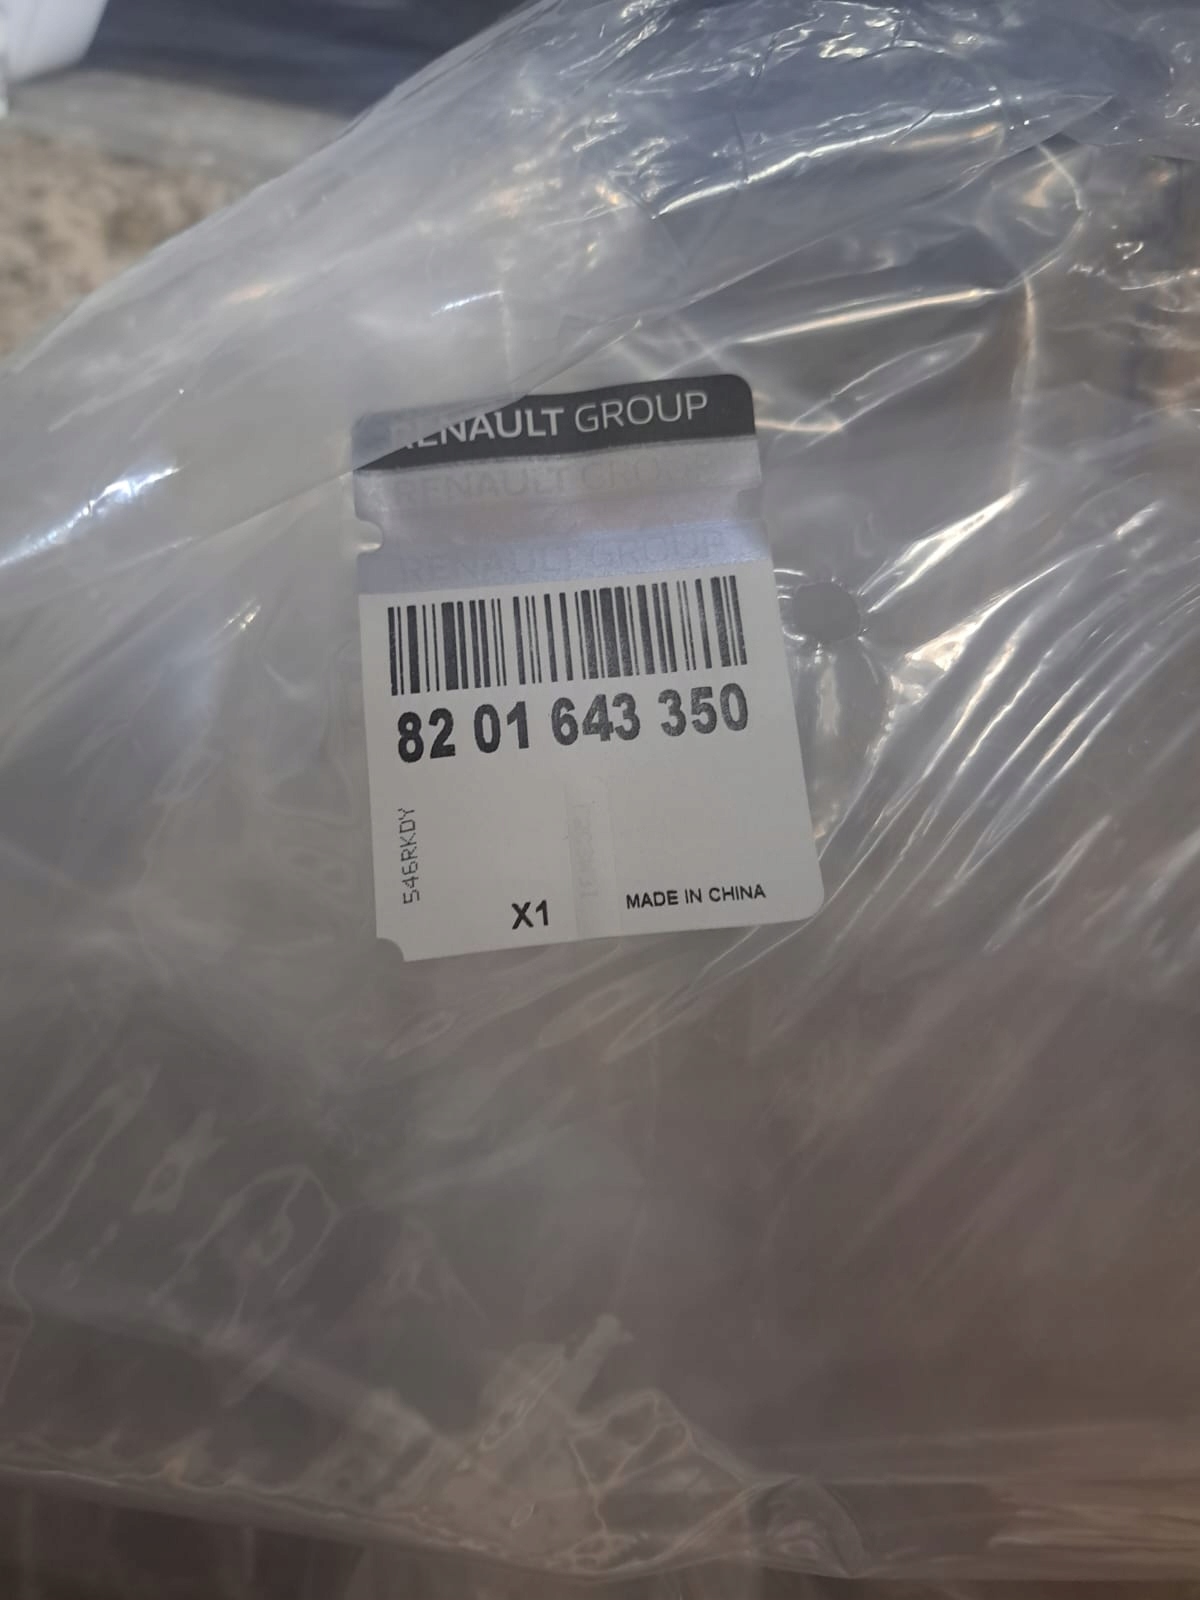 RENAULT GROUP
RENAULT GROUP
RENAULT GROUP
82 01 643 350
546RKDY
X1
MADE IN CHINA